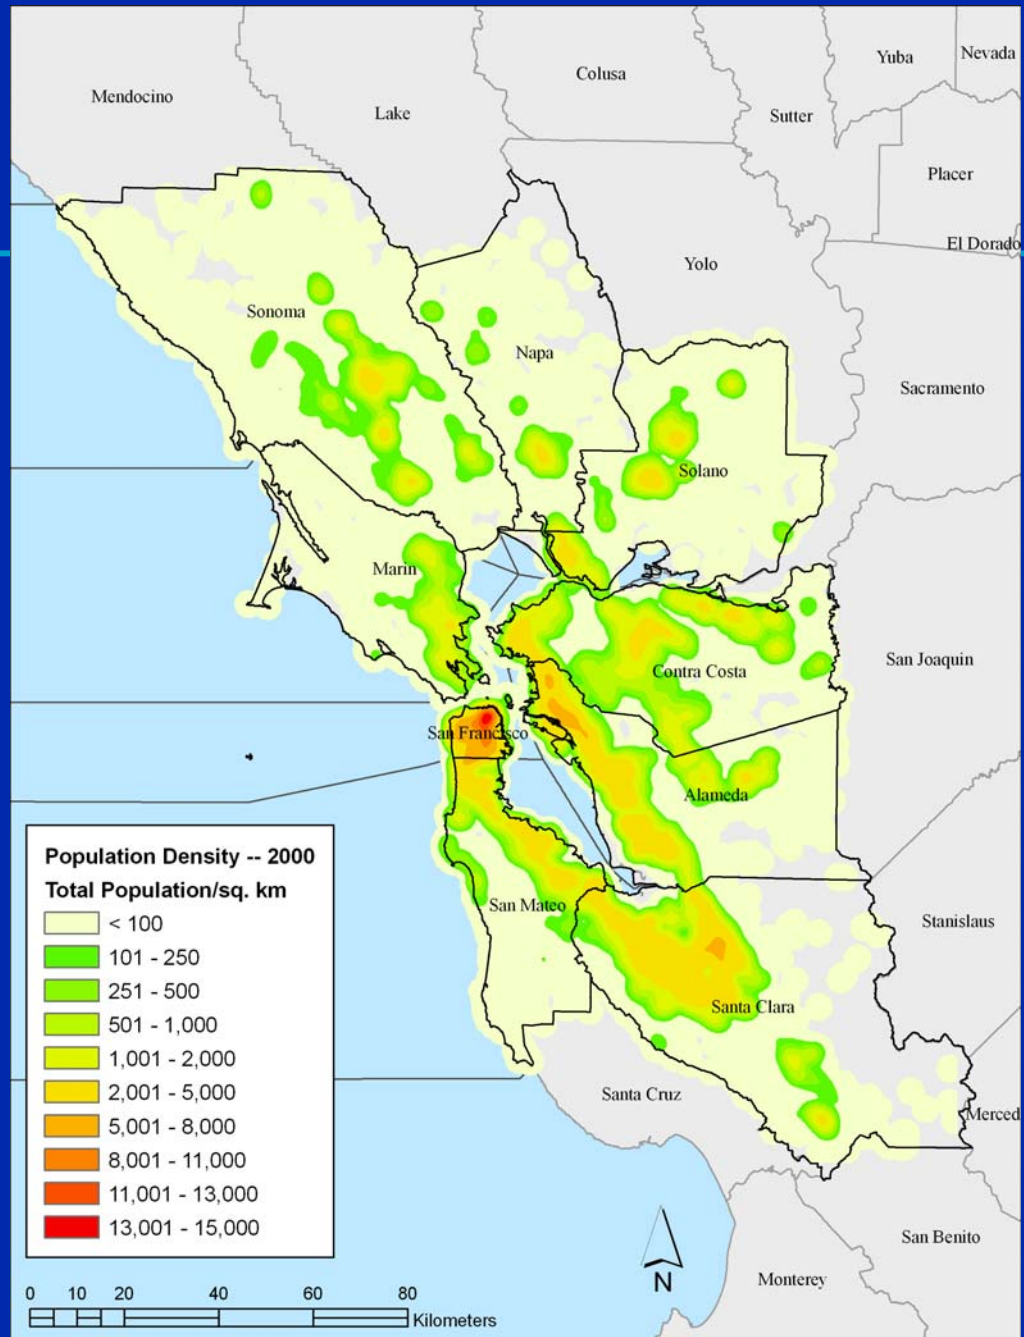 Yuba
Nevada
Colusa
Mendocino
Lake
Sutter
Placer
El Dorado
Yolo
Sonoma
Napa
Sacramento
Solano
Marin
San Joaquin
Contra Costa
San Francisco
Alameda
San Mateo
Stanislaus
Santa Clara
Santa Cruz
Merced
San Benito
Monterey
Population Density -- 2000
Total Population/sq. km
< 100
101 - 250
251 - 500
501 - 1,000
1,001 - 2,000
2,001 - 5,000
5,001 - 8,000
8,001 - 11,000
11,001 - 13,000
13,001 - 15,000
N
0 10 20 40 60 80
Kilometers